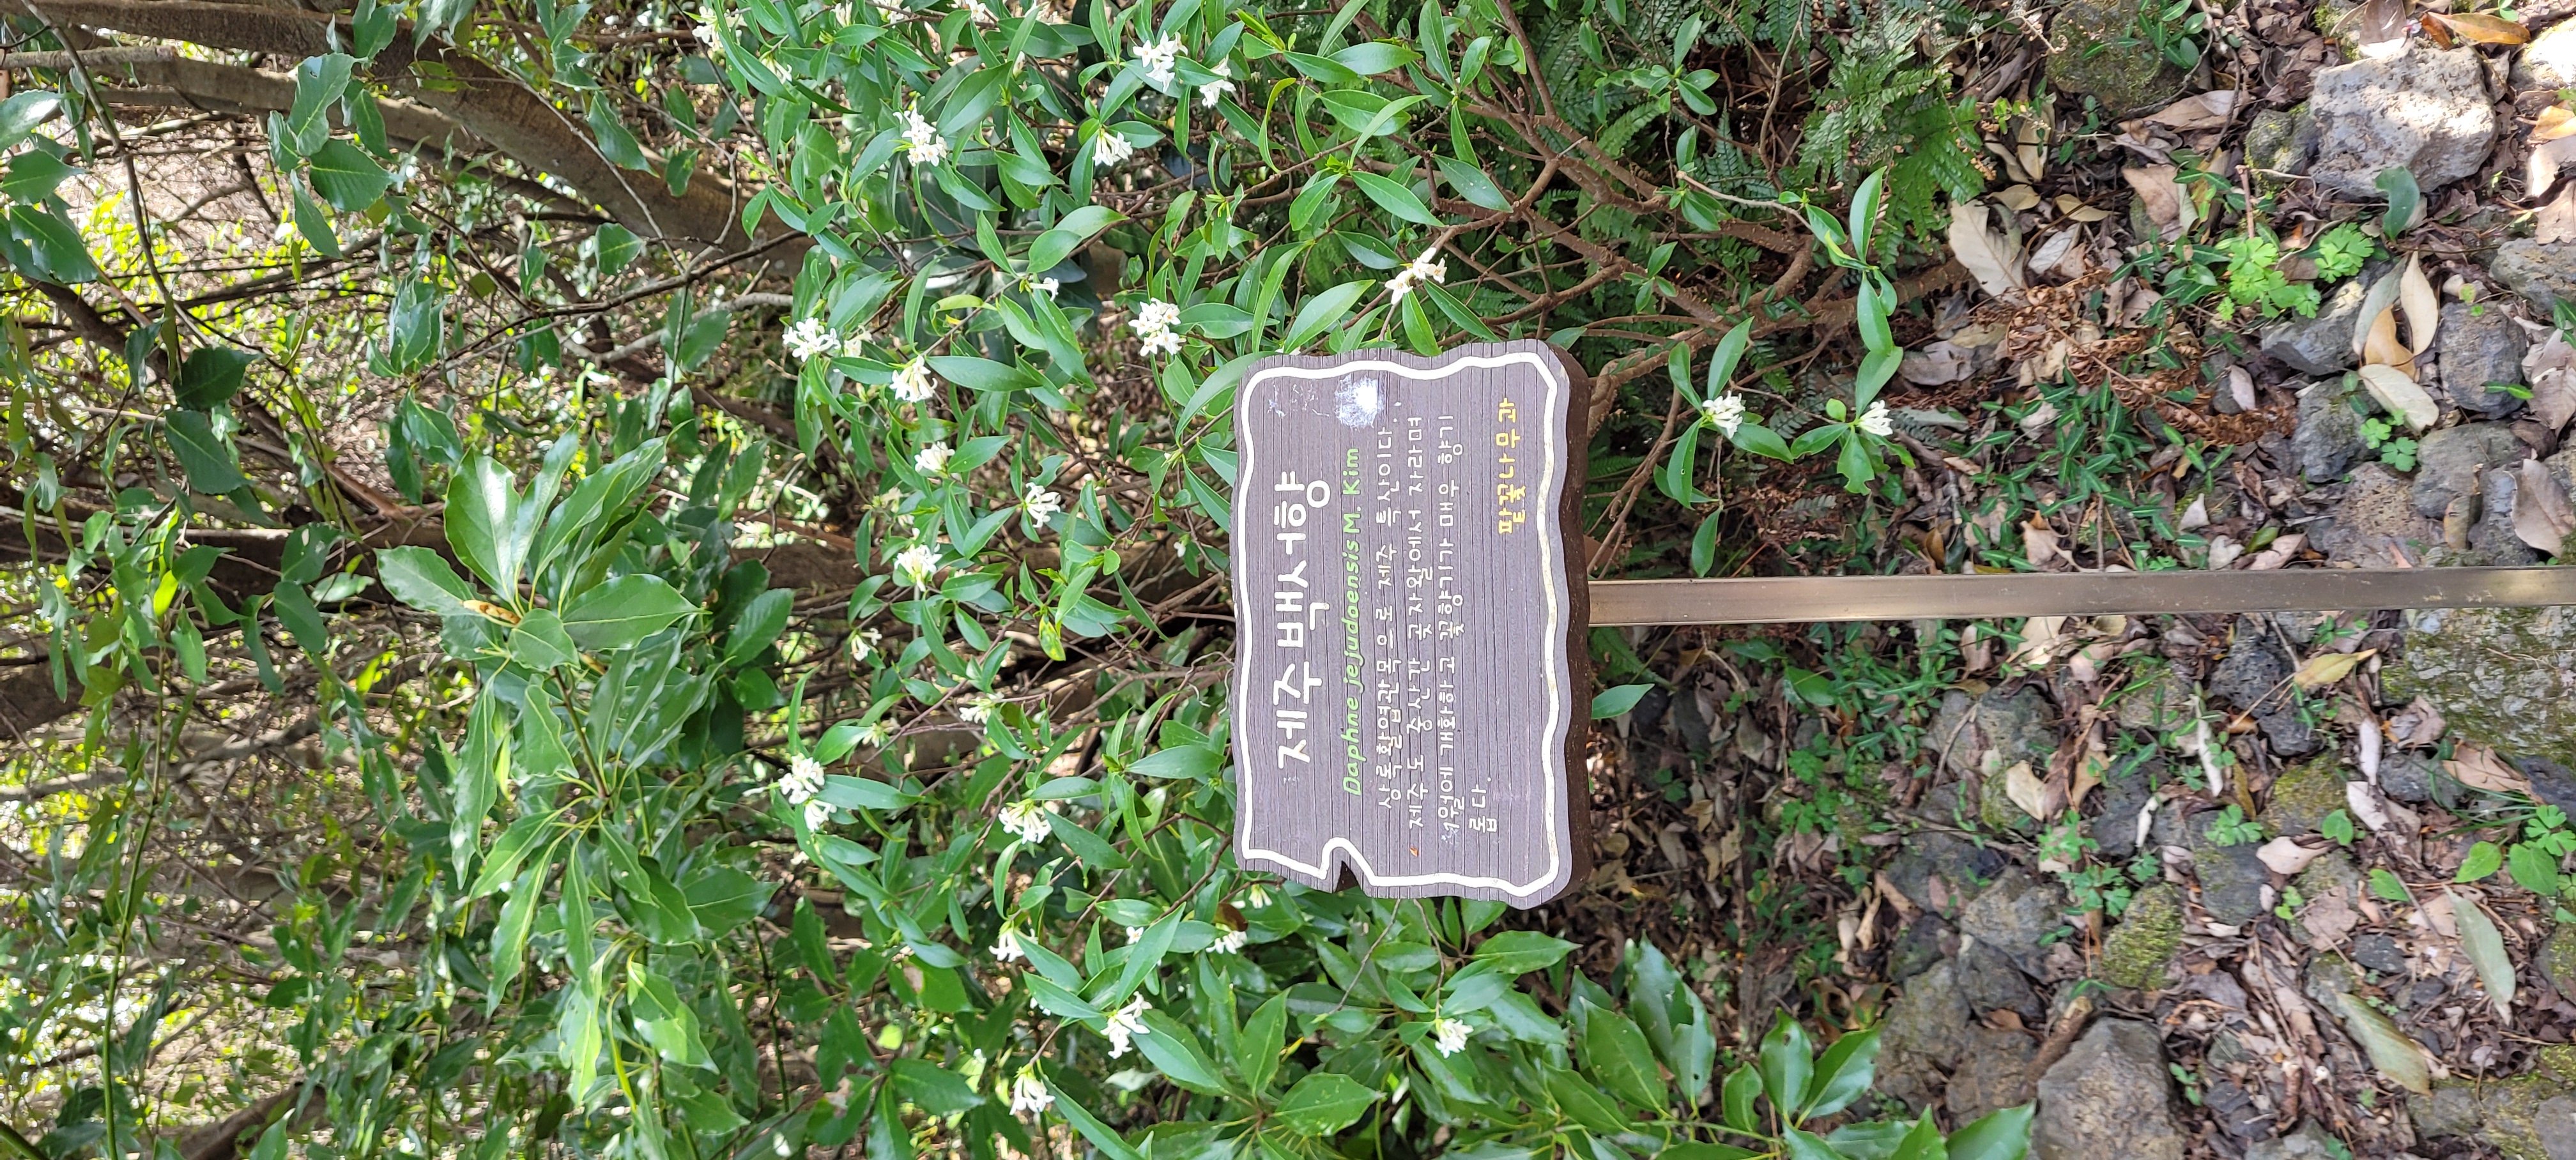 제주백서향
Daphne jejudoensis M. Kim
상록활엽관목으로 제주 특산이다.
제주도 중산간 곶자왈에서 자라며
월에 개화하고 꽃향기가 매우 향기
롭다.
팥꽃나무과